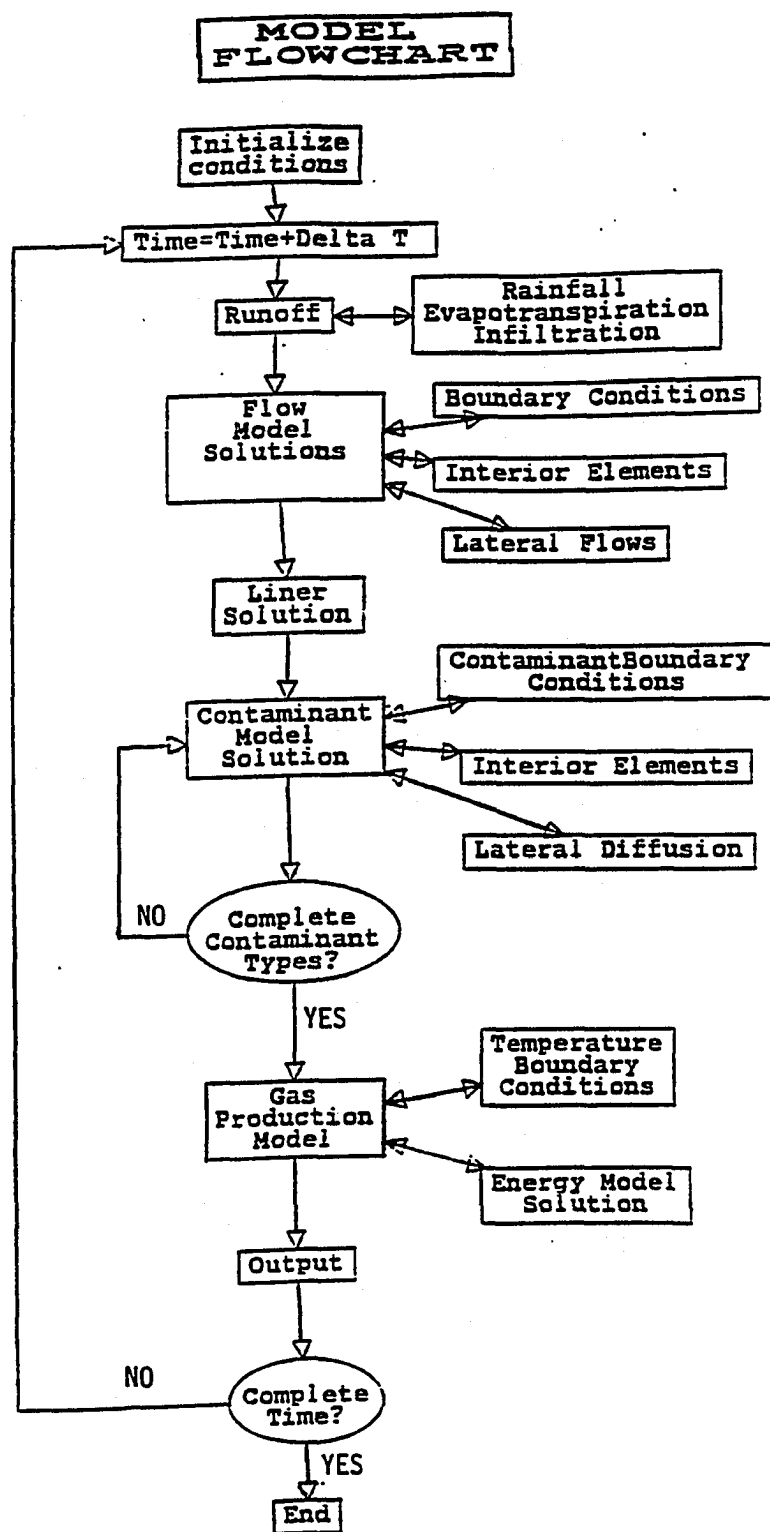 MODEL
FLOWCHART
Initialize
conditions
Time=Time+Delta T
Runoff
Rainfall
Evapotranspiration
Infiltration
Flow
Model
Solutions
Boundary Conditions
Interior Elements
Lateral Flows
Liner
Solution
ContaminantBoundary
Conditions
Contaminant
Model
Solution
Interior Elements
Lateral Diffusion
NO
Complete
Contaminant
Types?
YES
Temperature
Boundary
Conditions
Gas
Production
Model
Energy Model
Solution
Output
NO
Complete
Time?
YES
End